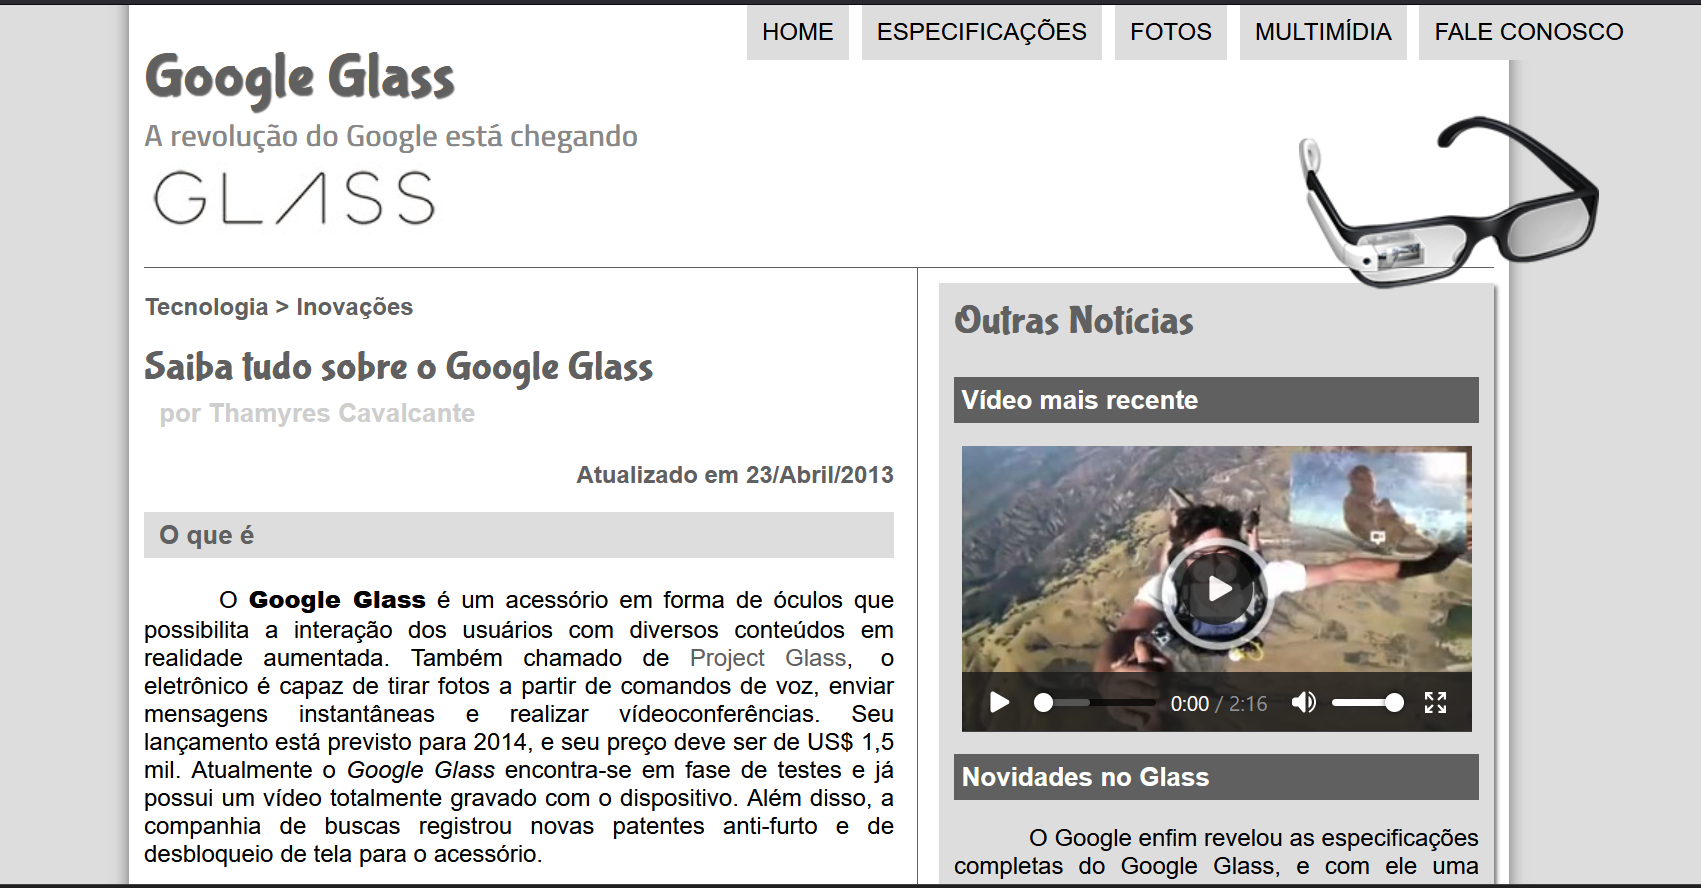 HOME ESPECIFICAÇÕES FOTOS MULTIMÍDIA FALE CONOSCO
Google Glass
A revolução do Google está chegando
GLASS
Tecnologia > Inovações
Saiba tudo sobre o Google Glass
por Thamyres Cavalcante
Atualizado em 23/Abril/2013
O que é
O Google Glass é um acessório em forma de óculos que
possibilita a interação dos usuários com diversos conteúdos em
realidade aumentada. Também chamado de Project Glass, o
eletrônico é capaz de tirar fotos a partir de comandos de voz, enviar
mensagens instantâneas e realizar vídeoconferências. Seu
lançamento está previsto para 2014, e seu preço deve ser de US$ 1,5
mil. Atualmente o Google Glass encontra-se em fase de testes e já
possui um vídeo totalmente gravado com o dispositivo. Além disso, a
companhia de buscas registrou novas patentes anti-furto e de
desbloqueio de tela para o acessório.
Outras Notícias
Vídeo mais recente
0:00 / 2:16
Novidades no Glass
O Google enfim revelou as especificações
completas do Google Glass, e com ele uma